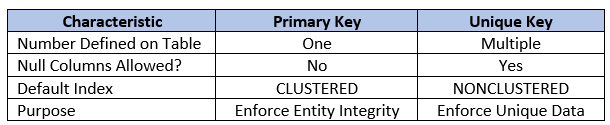 Characteristic Primary Key Unique Key
Number Defined on Table One Multiple
Null Columns Allowed? No Yes
Default Index CLUSTERED NONCLUSTERED
Purpose Enforce Entity Integrity Enforce Unique Data